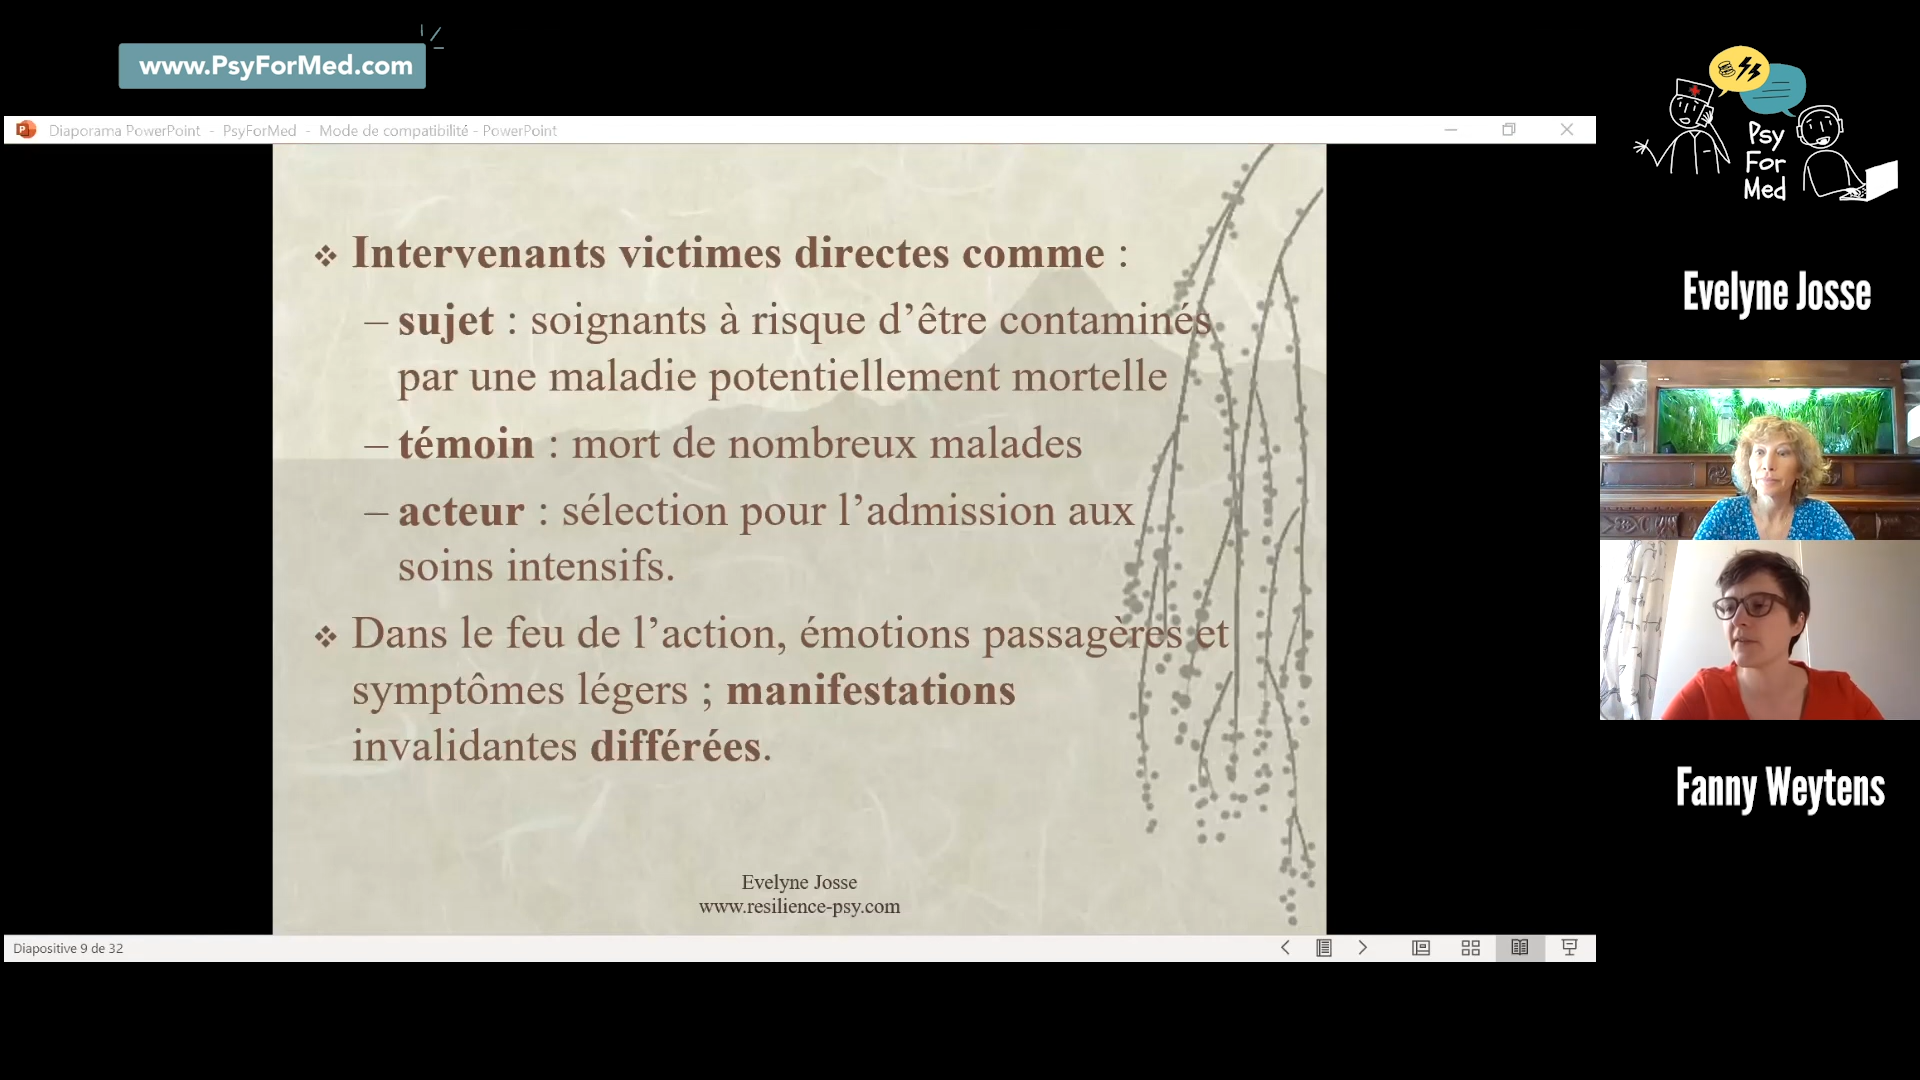 www.PsyForMed.com
Diaporama PowerPoint - PsyForMed - Mode de compatibilité - PowerPoint
Psy
For
Med
Evelyne Josse
❖ Intervenants victimes directes comme :
– sujet : soignants à risque d’être contaminés
par une maladie potentiellement mortelle
– témoin : mort de nombreux malades
– acteur : sélection pour l’admission aux
soins intensifs.
❖ Dans le feu de l’action, émotions passagères et
symptômes légers ; manifestations
invalidantes différées.
Evelyne Josse
www.resilience-psy.com
Fanny Weytens
Diapositive 9 de 32